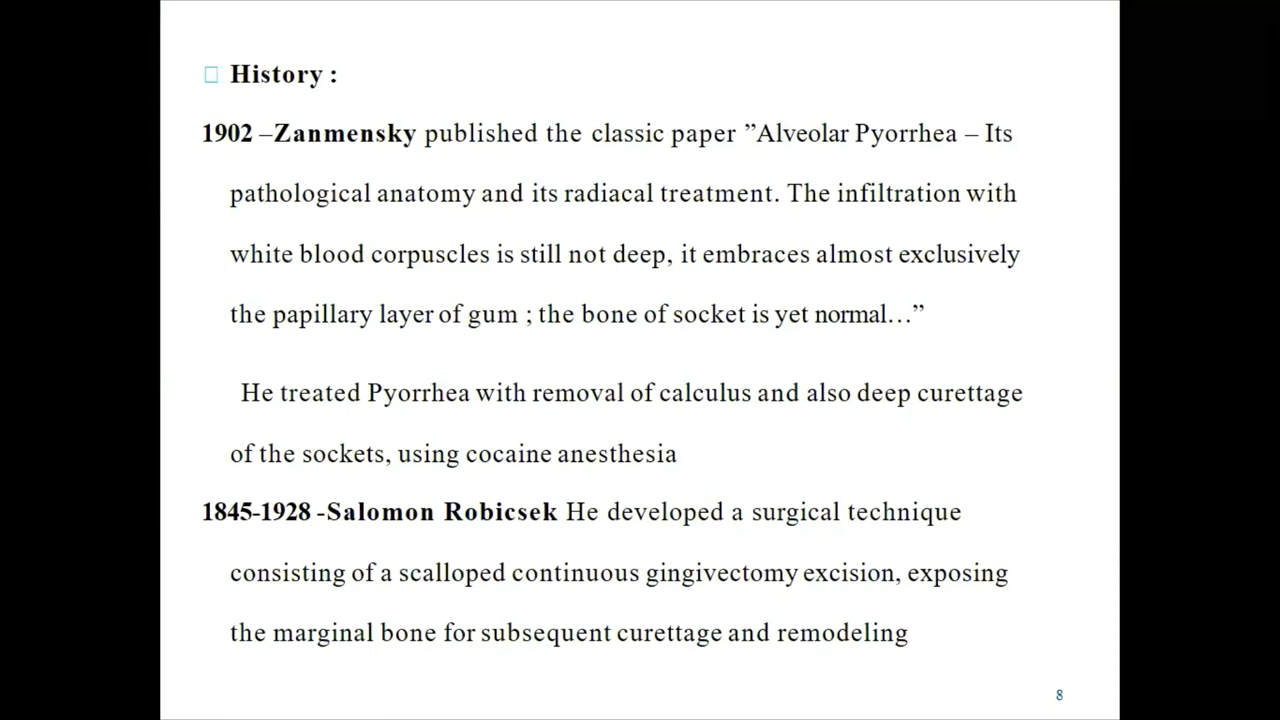 History :
1902 –Zanmensky published the classic paper ”Alveolar Pyorrhea – Its
pathological anatomy and its radiacal treatment. The infiltration with
white blood corpuscles is still not deep, it embraces almost exclusively
the papillary layer of gum ; the bone of socket is yet normal…”
He treated Pyorrhea with removal of calculus and also deep curettage
of the sockets, using cocaine anesthesia
1845-1928 -Salomon Robicsek He developed a surgical technique
consisting of a scalloped continuous gingivectomy excision, exposing
the marginal bone for subsequent curettage and remodeling
8